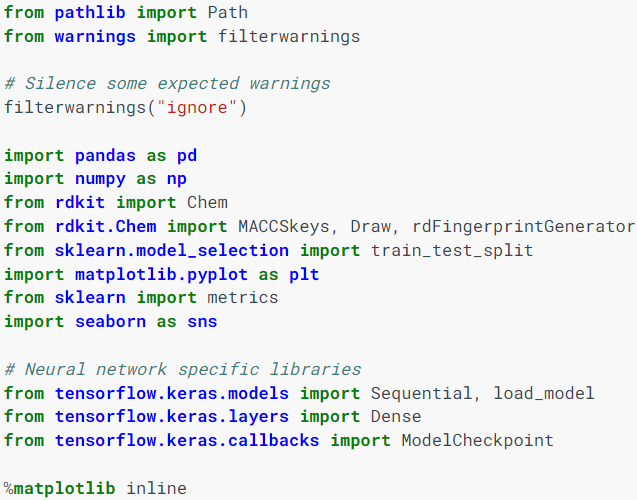 from pathlib import Path
from warnings import filterwarnings

# Silence some expected warnings
filterwarnings("ignore")

import pandas as pd
import numpy as np
from rdkit import Chem
from rdkit.Chem import MACCSkeys, Draw, rdFingerprintGenerator
from sklearn.model_selection import train_test_split
import matplotlib.pyplot as plt
from sklearn import metrics
import seaborn as sns

# Neural network specific libraries
from tensorflow.keras.models import Sequential, load_model
from tensorflow.keras.layers import Dense
from tensorflow.keras.callbacks import ModelCheckpoint

%matplotlib inline